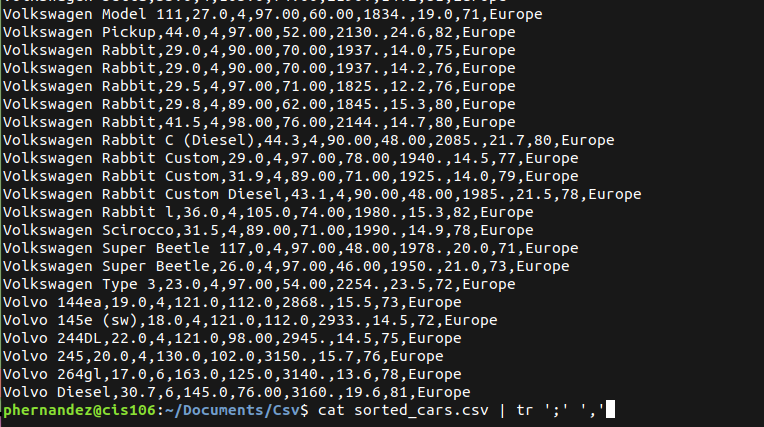 Volkswagen Model 111,27.0,4,97.00,60.00,1834.,19.0,71,Europe
Volkswagen Pickup,44.0,4,97.00,52.00,2130.,24.6,82,Europe
Volkswagen Rabbit,29.0,4,90.00,70.00,1937.,14.0,75,Europe
Volkswagen Rabbit,29.0,4,90.00,70.00,1937.,14.2,76,Europe
Volkswagen Rabbit,29.5,4,97.00,71.00,1825.,12.2,76,Europe
Volkswagen Rabbit,29.8,4,89.00,62.00,1845.,15.3,80,Europe
Volkswagen Rabbit,41.5,4,98.00,76.00,2144.,14.7,80,Europe
Volkswagen Rabbit C (Diesel),44.3,4,90.00,48.00,2085.,21.7,80,Europe
Volkswagen Rabbit Custom,29.0,4,97.00,78.00,1940.,14.5,77,Europe
Volkswagen Rabbit Custom,31.9,4,89.00,71.00,1925.,14.0,79,Europe
Volkswagen Rabbit Custom Diesel,43.1,4,90.00,48.00,1985.,21.5,78,Europe
Volkswagen Rabbit l,36.0,4,105.0,74.00,1980.,15.3,82,Europe
Volkswagen Scirocco,31.5,4,89.00,71.00,1990.,14.9,78,Europe
Volkswagen Super Beetle 117,0,4,97.00,48.00,1978.,20.0,71,Europe
Volkswagen Super Beetle,26.0,4,97.00,46.00,1950.,21.0,73,Europe
Volkswagen Type 3,23.0,4,97.00,54.00,2254.,23.5,72,Europe
Volvo 144ea,19.0,4,121.0,112.0,2868.,15.5,73,Europe
Volvo 145e (sw),18.0,4,121.0,112.0,2933.,14.5,72,Europe
Volvo 244DL,22.0,4,121.0,98.00,2945.,14.5,75,Europe
Volvo 245,20.0,4,130.0,102.0,3150.,15.7,76,Europe
Volvo 264gl,17.0,6,163.0,125.0,3140.,13.6,78,Europe
Volvo Diesel,30.7,6,145.0,76.00,3160.,19.6,81,Europe
phernandez@cis106:~/Documents/Csv$ cat sorted_cars.csv | tr ';' ','